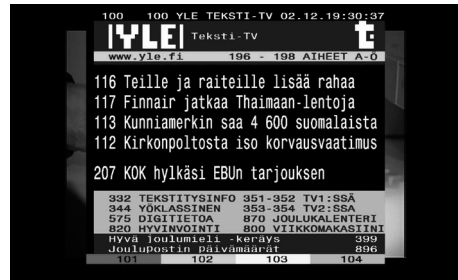 100 100 YLE TEKSTI-TV 02.12.19:30:37
YLE Teksti-TV t:
www.yle.fi 196 - 198 AIHEET A-Ö
116 Teille ja raiteille lisää rahaa
117 Finnair jatkaa Thaimaan-lentoja
113 Kunniamerkin saa 4 600 suomalaista
112 Kirkonpoltosta iso korvausvaatimus
207 KOK hylkäsi EBUn tarjouksen
332 TEKSTITYSINFO 351-352 TV1:SSÄ
344 YÖKLASSINEN 353-354 TV2:SSA
575 DIGITIETOA 870 JOULUKALENTERI
820 HYVINVOINTI 800 VIIKKOMAKASIINI
Hyvä joulumieli -keräys 399
Joulupostin päivämäärät 896
101 102 103 104